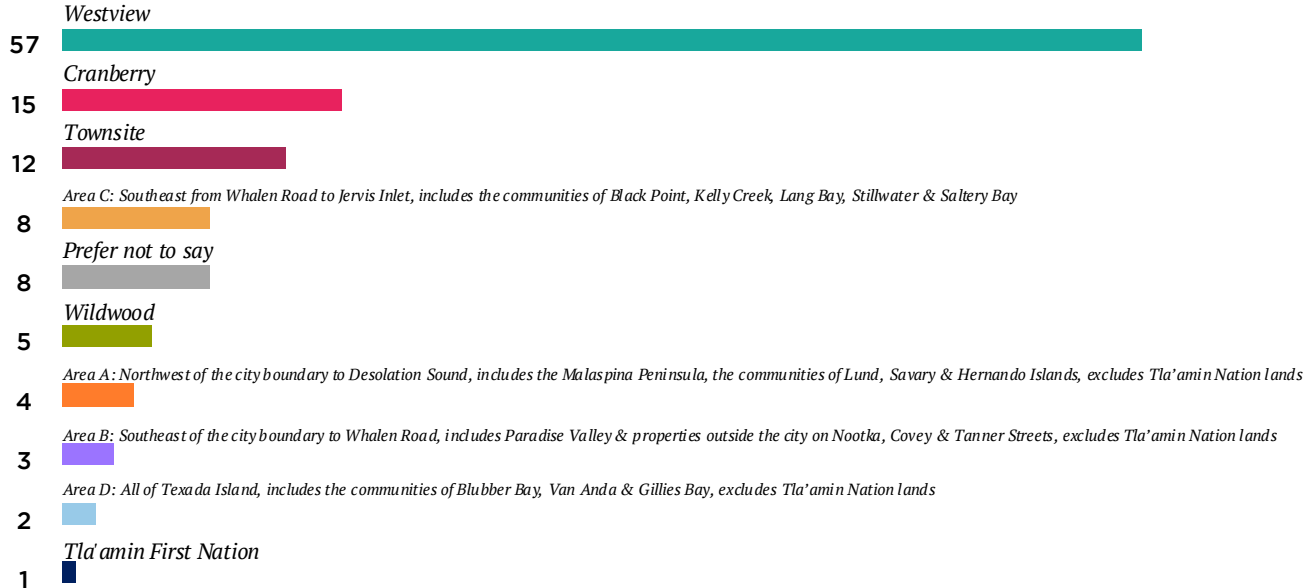 Westview
57
Cranberry
15
Townsite
12
Area C: Southeast from Whalen Road to Jervis Inlet, includes the communities of Black Point, Kelly Creek, Lang Bay, Stillwater & Saltery Bay
8
Prefer not to say
8
Wildwood
5
Area A: Northwest of the city boundary to Desolation Sound, includes the Malaspina Peninsula, the communities of Lund, Savary & Hernando Islands, excludes Tla’amin Nation lands
4
Area B: Southeast of the city boundary to Whalen Road, includes Paradise Valley & properties outside the city on Nootka, Covey & Tanner Streets, excludes Tla’amin Nation lands
3
Area D: All of Texada Island, includes the communities of Blubber Bay, Van Anda & Gillies Bay, excludes Tla’amin Nation lands
2
Tla'amin First Nation
1